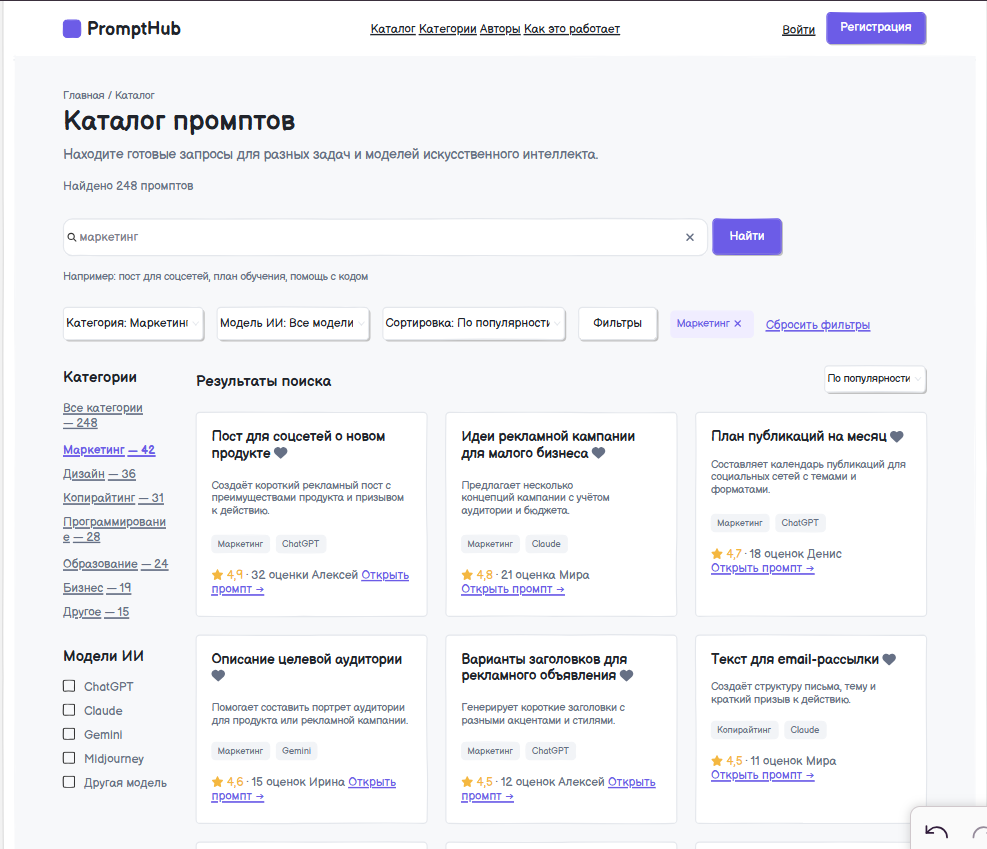 PromptHub
Каталог Категории Авторы Как это работает
Войти
Регистрация
Главная / Каталог
Каталог промптов
Находите готовые запросы для разных задач и моделей искусственного интеллекта.
Найдено 248 промптов
маркетинг
Найти
Например: пост для соцсетей, план обучения, помощь с кодом
Категория: Маркетинг
Модель ИИ: Все модели
Сортировка: По популярности
Фильтры
Маркетинг ✕
Сбросить фильтры
Категории
Все категории
— 248
Маркетинг — 42
Дизайн — 36
Копирайтинг — 31
Программировани
е — 28
Образование — 24
Бизнес — 19
Другое — 15
Модели ИИ
ChatGPT
Claude
Gemini
Midjourney
Другая модель
Результаты поиска
По популярности
Пост для соцсетей о новом
продукте
Создаёт короткий рекламный пост с
преимуществами продукта и призывом
к действию.
Маркетинг
ChatGPT
4,9 · 32 оценки Алексей Открыть
промпт →
Идеи рекламной кампании
для малого бизнеса
Предлагает несколько
концепций кампании с учётом
аудитории и бюджета.
Маркетинг
Claude
4,8 · 21 оценка Мира
Открыть промпт →
План публикаций на месяц
Составляет календарь публикаций для
социальных сетей с темами и
форматами.
Маркетинг
ChatGPT
4,7 · 18 оценок Денис
Открыть промпт →
Описание целевой аудитории
Помогает составить портрет аудитории
для продукта или рекламной кампании.
Маркетинг
Gemini
4,6 · 15 оценок Ирина Открыть
промпт →
Варианты заголовков для
рекламного объявления
Генерирует короткие заголовки с
разными акцентами и стилями.
Маркетинг
ChatGPT
4,5 · 12 оценок Алексей Открыть
промпт →
Текст для email-рассылки
Создаёт структуру письма, тему и
краткий призыв к действию.
Копирайтинг
Claude
4,5 · 11 оценок Мира
Открыть промпт →